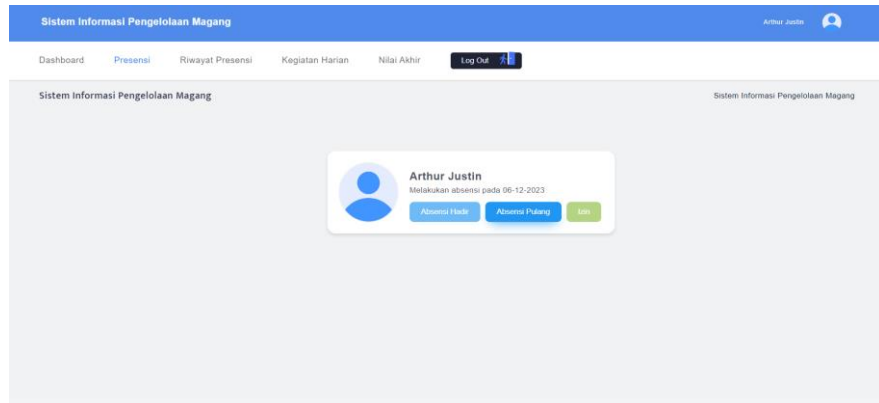 Sistem Informasi Pengelolaan Magang
Arthur Justin
Dashboard Presensi Riwayat Presensi Kegiatan Harian Nilai Akhir Log Out
Sistem Informasi Pengelolaan Magang
Sistem Informasi Pengelolaan Magang
Arthur Justin
Melakukan absensi pada 06-12-2023
Absensi Hadir Absensi Pulang Izin